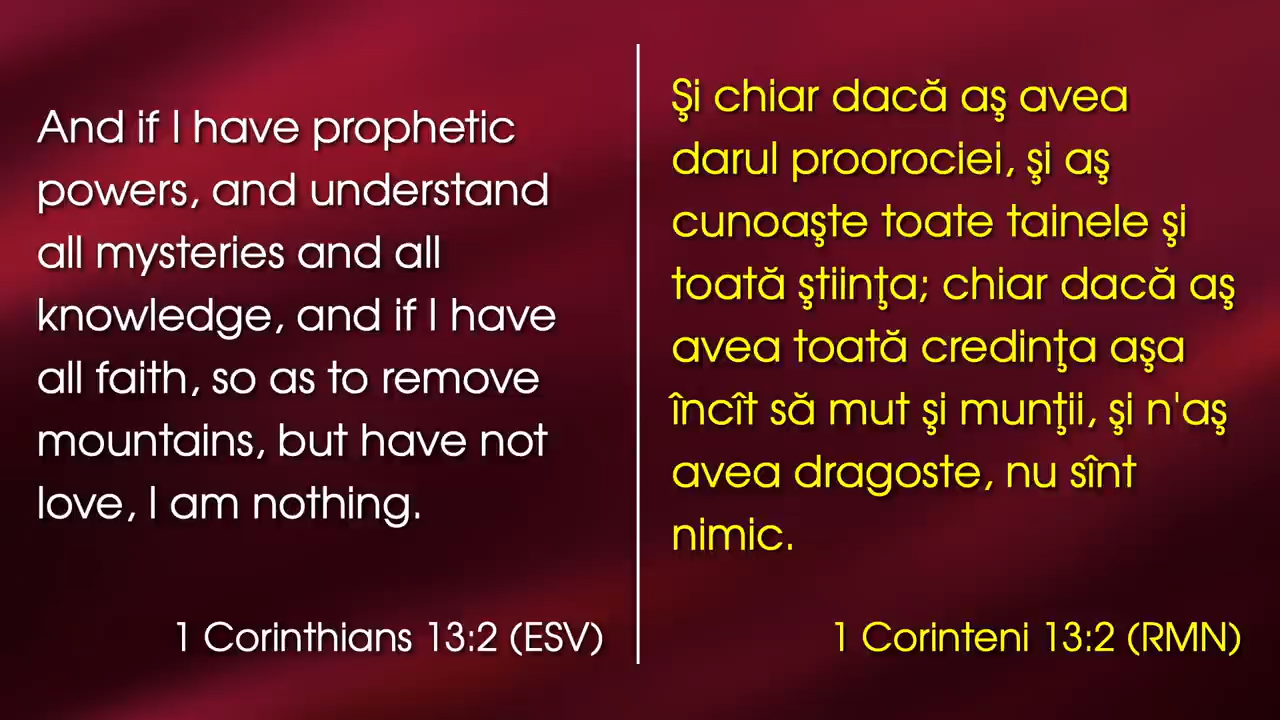 And if I have prophetic
powers, and understand
all mysteries and all
knowledge, and if I have
all faith, so as to remove
mountains, but have not
love, I am nothing.
1 Corinthians 13:2 (ESV)
Şi chiar dacă aş avea
darul proorociei, şi aş
cunoaşte toate tainele şi
toată ştiinţa; chiar dacă aş
avea toată credinţa aşa
încît să mut şi munţii, şi n'aş
avea dragoste, nu sînt
nimic.
1 Corinteni 13:2 (RMN)